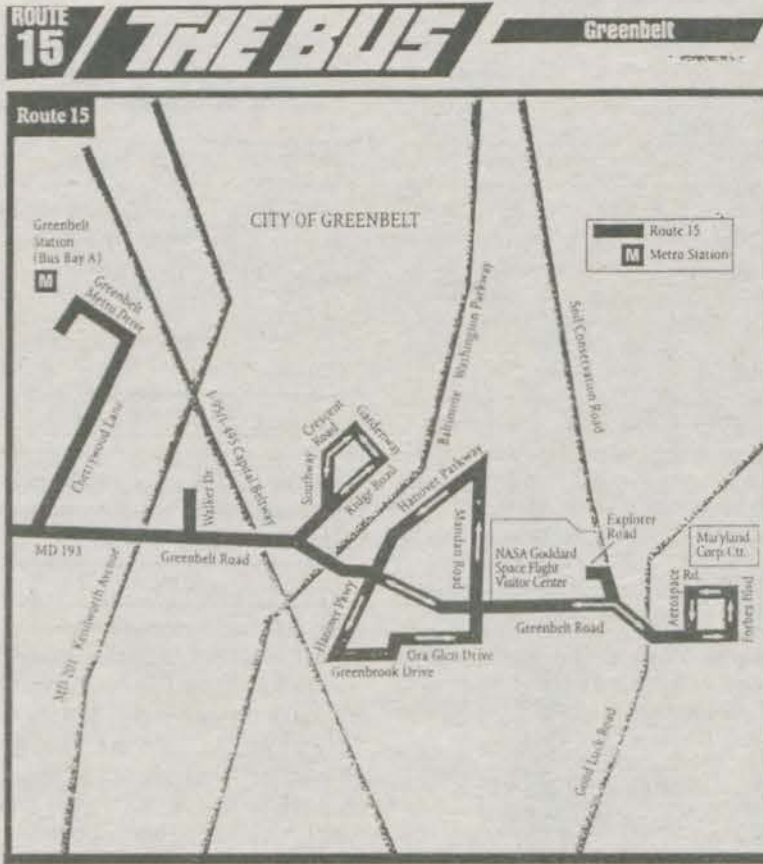 ROUTE
15
THE BUS
Greenbelt
Route 15
Greenbelt
Station
(Bus Bay A)
M
CITY OF GREENBELT
Route 15
M Metro Station
Greenbelt
Metro Drive
Cherrywood Lane
I-95/I-495 Capital Beltway
Baltimore Washington Parkway
Soil Conservation Road
Crescent
Road
Gardenway
Southway
Ridge Road
Hanover Parkway
Walker Dr.
MD 193
Greenbelt Road
Mandan Road
NASA Goddard
Space Flight
Visitor Center
Explorer
Road
Maryland
Corp. Ctr.
Aerospace
Rd.
Forbes Blvd
Greenbelt Road
Hanover Pkwy
Ora Glen Drive
Greenbrook Drive
MD 201 Kenilworth Avenue
Good Luck Road